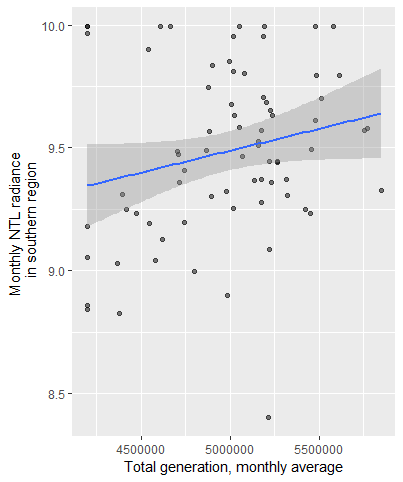 10.0
9.5
9.0
8.5
Monthly NTL radiance
in southern region
4500000 5000000 5500000
Total generation, monthly average